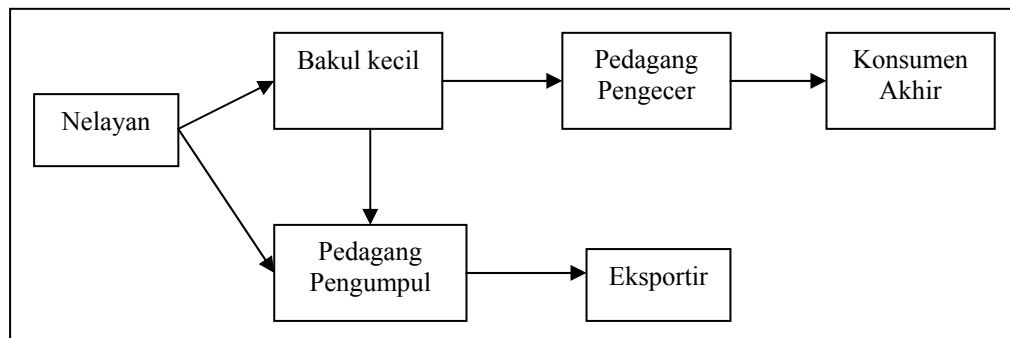 Nelayan
Bakul kecil
Pedagang
Pengecer
Konsumen
Akhir
Pedagang
Pengumpul
Eksportir